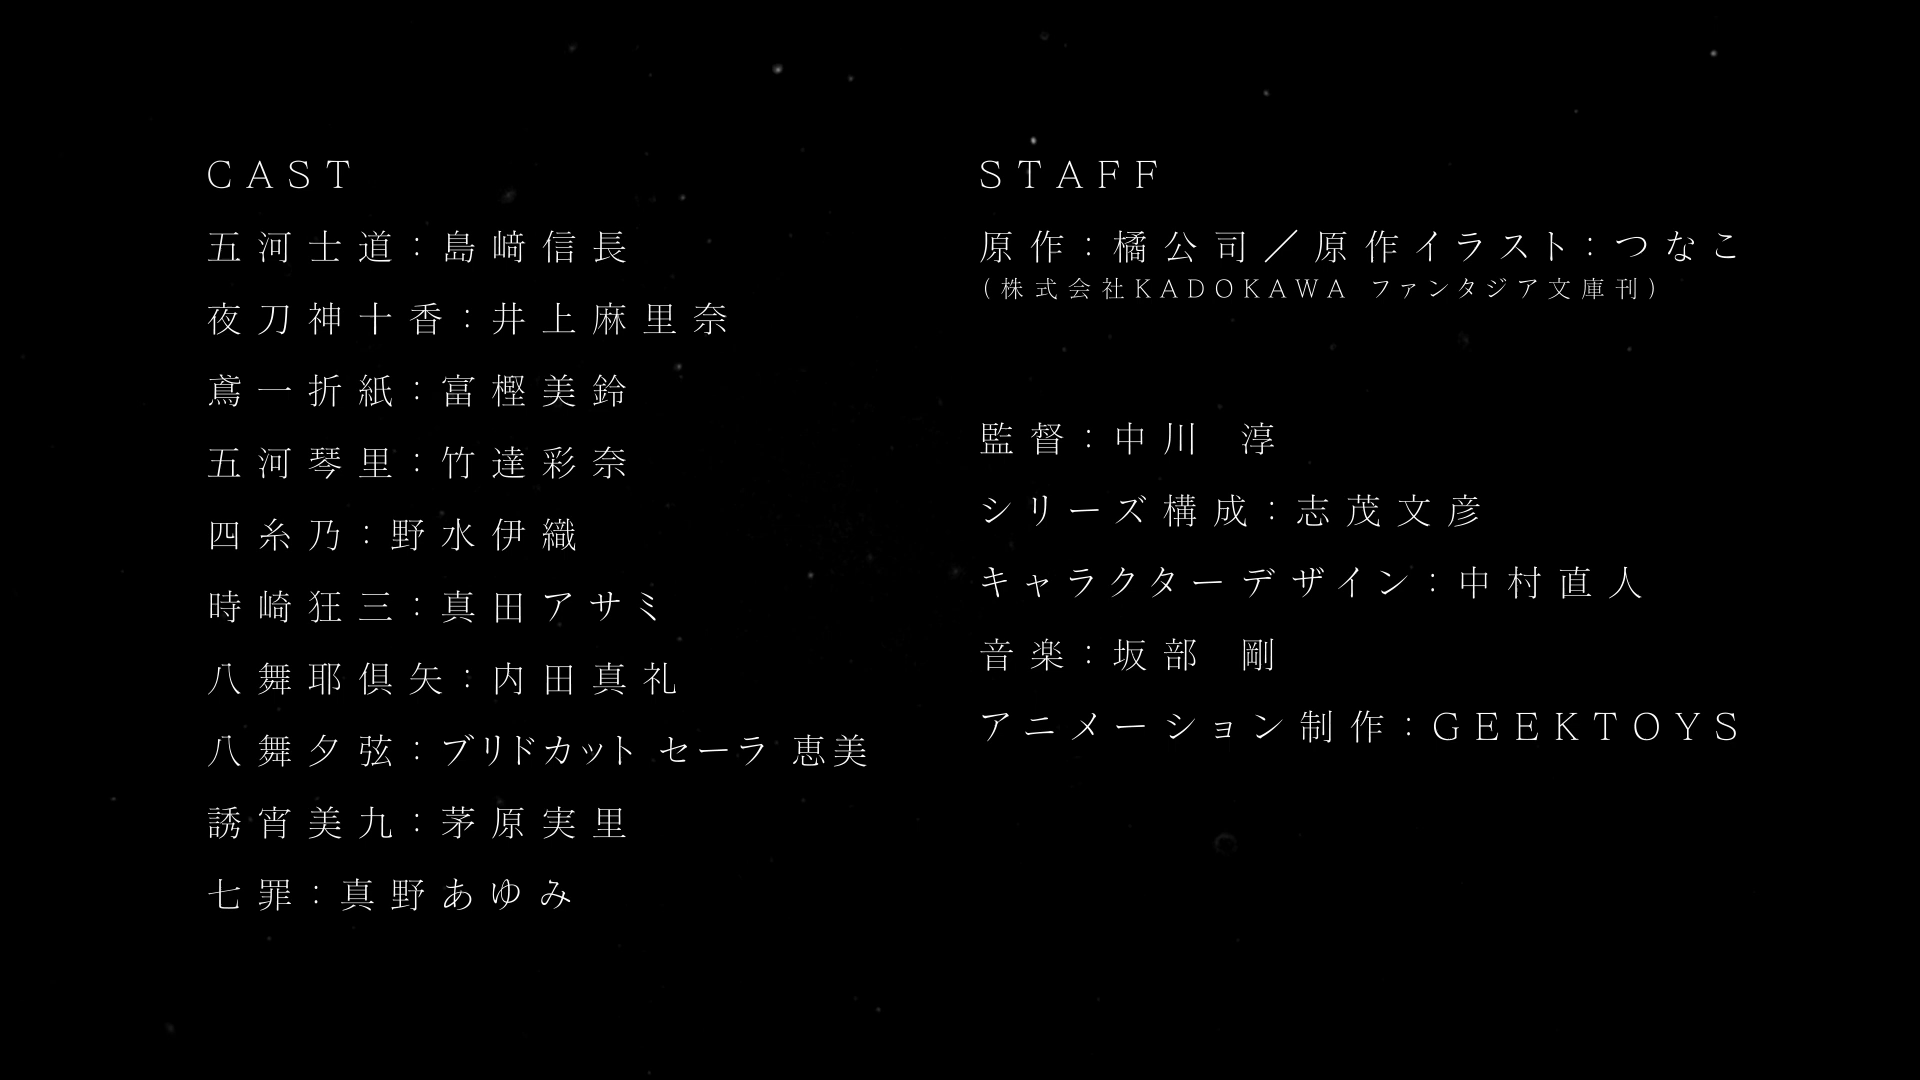 CAST
五河士道：島﨑信長
夜刀神十香：井上麻里奈
鳶一折紙：富樫美鈴
五河琴里：竹達彩奈
四糸乃：野水伊織
時崎狂三：真田アサミ
八舞耶倶矢：内田真礼
八舞夕弦：ブリドカット セーラ 恵美
誘宵美九：茅原実里
七罪：真野あゆみ
STAFF
原作：橘公司／原作イラスト：つなこ
(株式会社KADOKAWA ファンタジア文庫刊)
監督：中川 淳
シリーズ構成：志茂文彦
キャラクターデザイン：中村直人
音楽：坂部 剛
アニメーション制作：GEEKTOYS